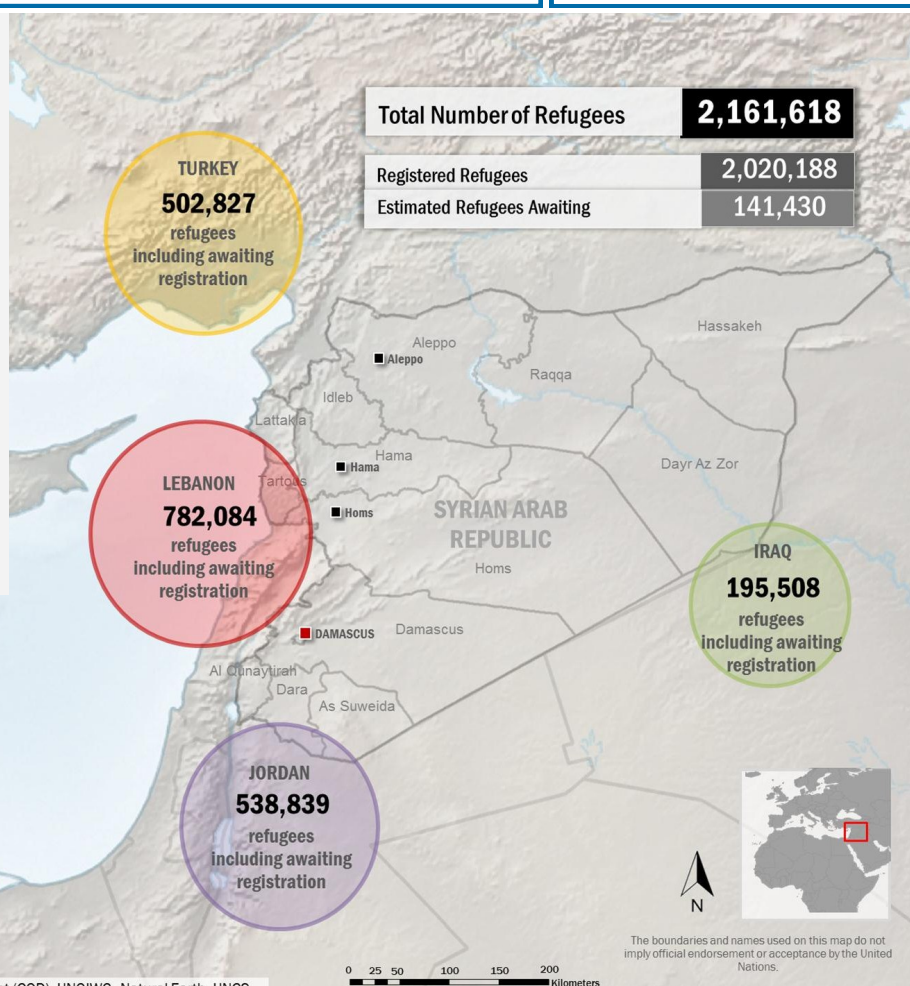 Total Number of Refugees 2,161,618
Registered Refugees 2,020,188
Estimated Refugees Awaiting 141,430
TURKEY
502,827
refugees
including awaiting
registration
Hassakeh
Aleppo
Aleppo
Raqqa
Idleb
Lattakia
Hama
Hama
Dayr Az Zor
Tartous
LEBANON
782,084
refugees
including awaiting
registration
Homs
SYRIAN ARAB
REPUBLIC
Homs
IRAQ
195,508
refugees
including awaiting
registration
DAMASCUS
Damascus
Al Qunaytirah
Dara
As Suweida
JORDAN
538,839
refugees
including awaiting
registration
N
The boundaries and names used on this map do not
imply official endorsement or acceptance by the United
Nations.
0 25 50 100 150 200
Kilometers
(COD), UNGIWG, Natural Earth, UNCS